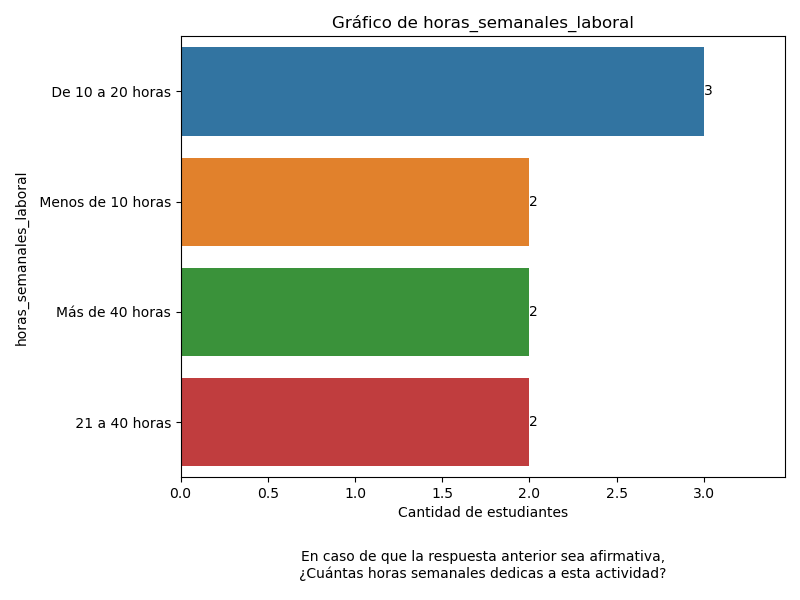 Gráfico de horas_semanales_laboral
De 10 a 20 horas
3
Menos de 10 horas
2
Más de 40 horas
2
21 a 40 horas
2
horas_semanales_laboral
0.0 0.5 1.0 1.5 2.0 2.5 3.0
Cantidad de estudiantes
En caso de que la respuesta anterior sea afirmativa,
¿Cuántas horas semanales dedicas a esta actividad?